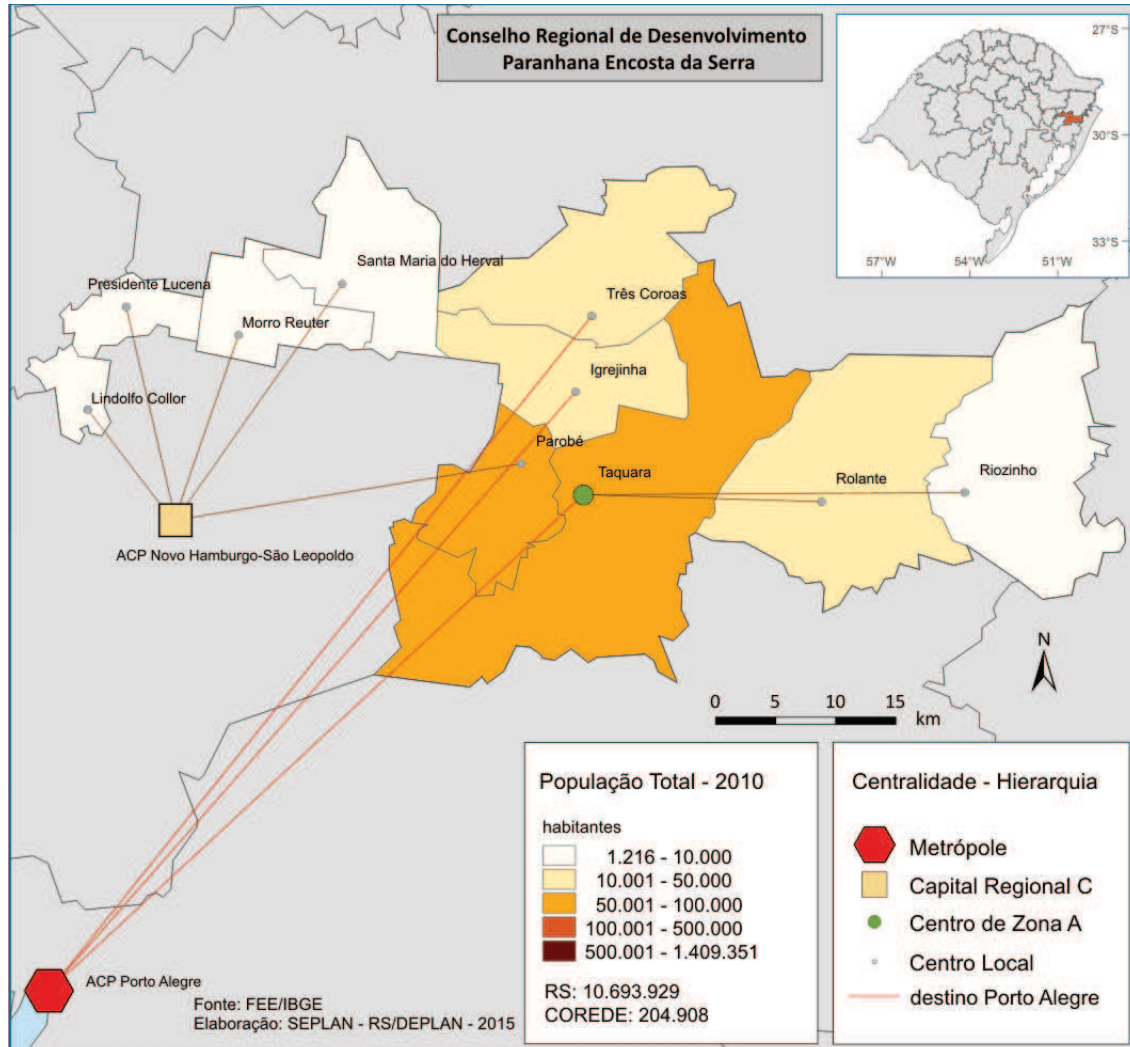 Conselho Regional de Desenvolvimento
Paranhana Encosta da Serra
27°S
30°S
33°S
57°W
54°W
51°W
Santa Maria do Herval
Presidente Lucena
Três Coroas
Morro Reuter
Igrejinha
Lindolfo Collor
Parobé
Taquara
Rolante
Riozinho
ACP Novo Hamburgo-São Leopoldo
N
0 5 10 15
km
População Total - 2010
habitantes
1.216 - 10.000
10.001 - 50.000
50.001 - 100.000
100.001 - 500.000
500.001 - 1.409.351
RS: 10.693.929
COREDE: 204.908
Centralidade - Hierarquia
Metrópole
Capital Regional C
Centro de Zona A
Centro Local
destino Porto Alegre
ACP Porto Alegre
Fonte: FEE/IBGE
Elaboração: SEPLAN - RS/DEPLAN - 2015